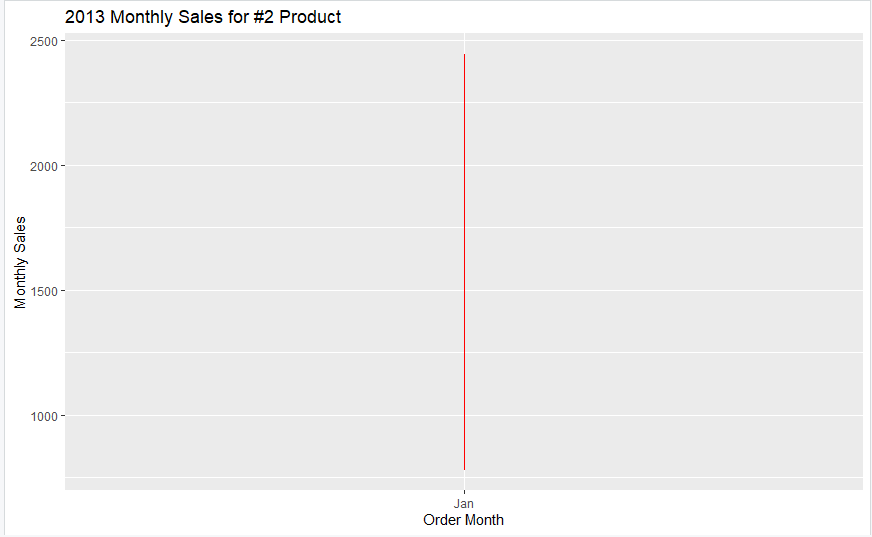 2013 Monthly Sales for #2 Product
2500
2000
1500
1000
Monthly Sales
Jan
Order Month